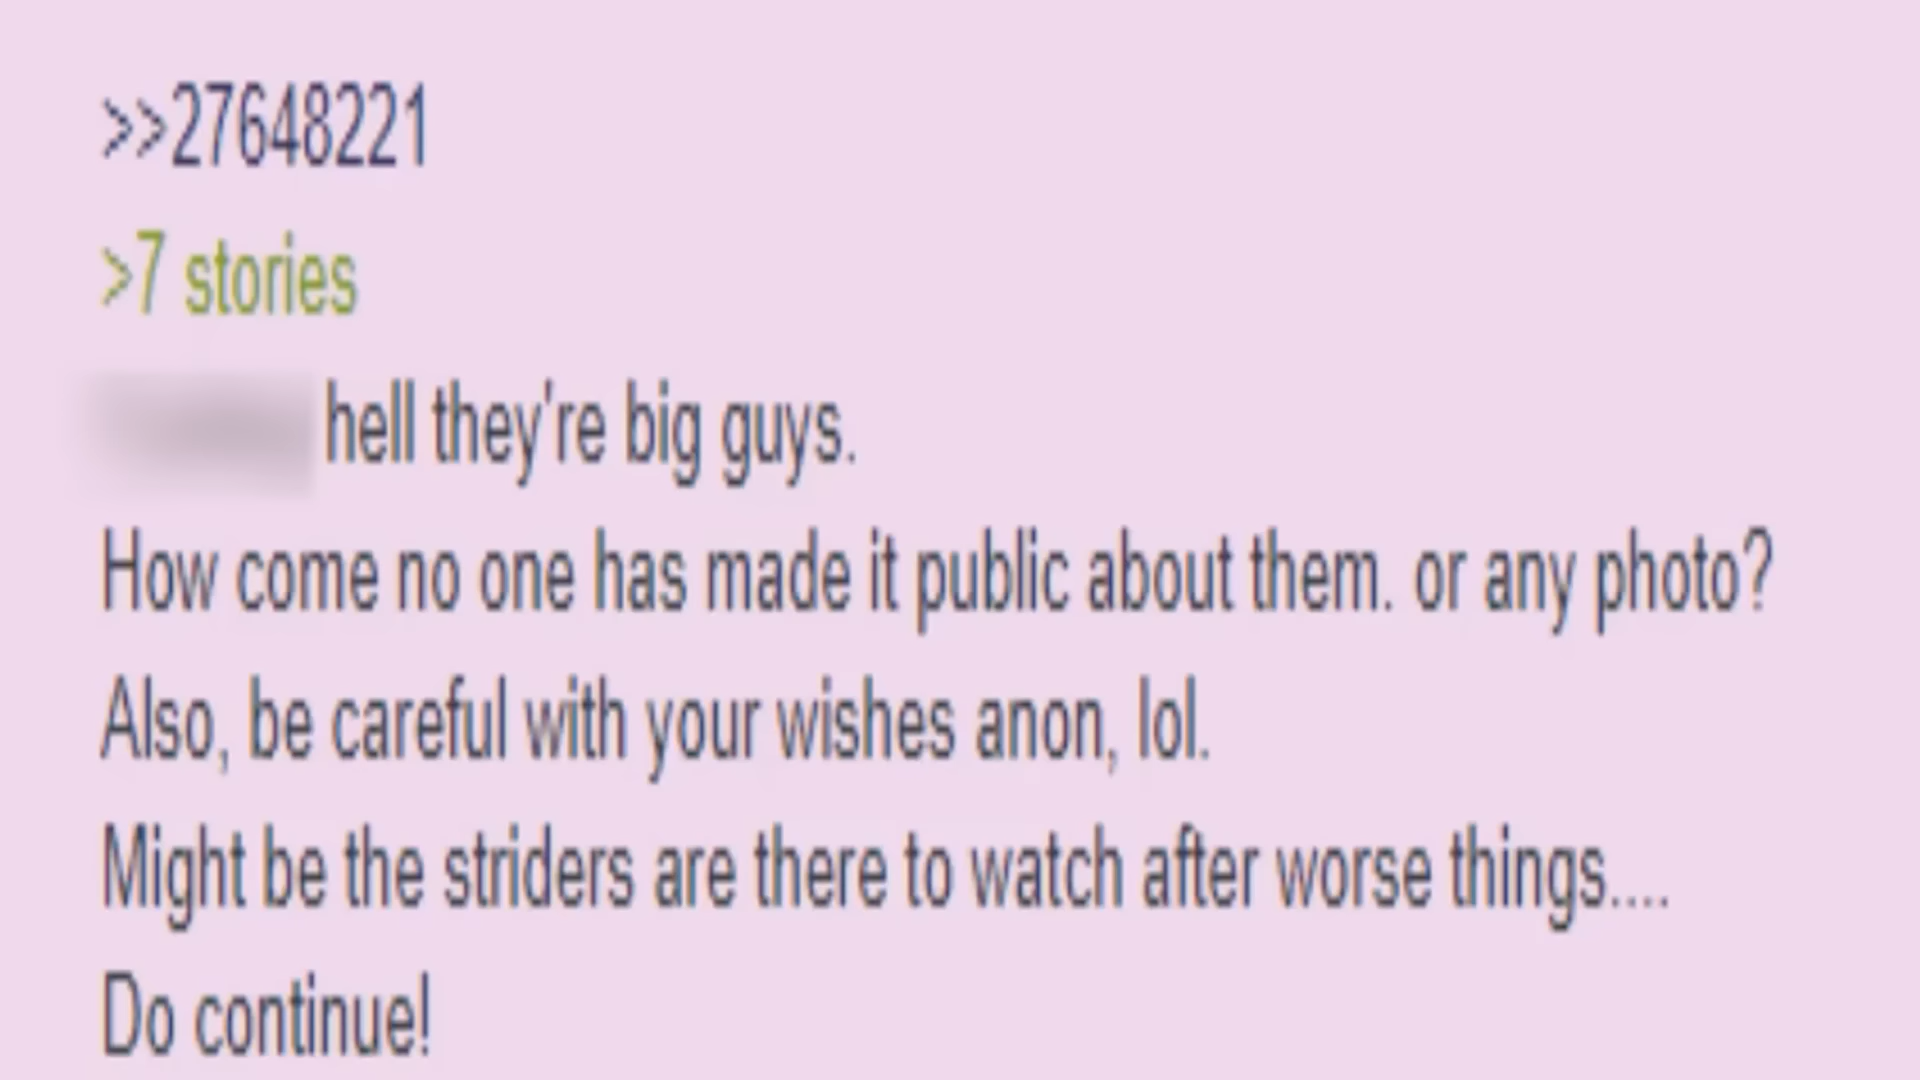 >>27648221
>7 stories
hell they're big guys.
How come no one has made it public about them. or any photo?
Also, be careful with your wishes anon, lol.
Might be the striders are there to watch after worse things....
Do continue!